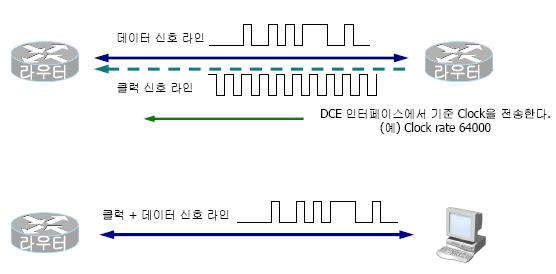 데이터 신호 라인
라우터
라우터
클럭 신호 라인
DCE 인터페이스에서 기준 Clock을 전송한다.
(예) Clock rate 64000
클럭 + 데이터 신호 라인
라우터